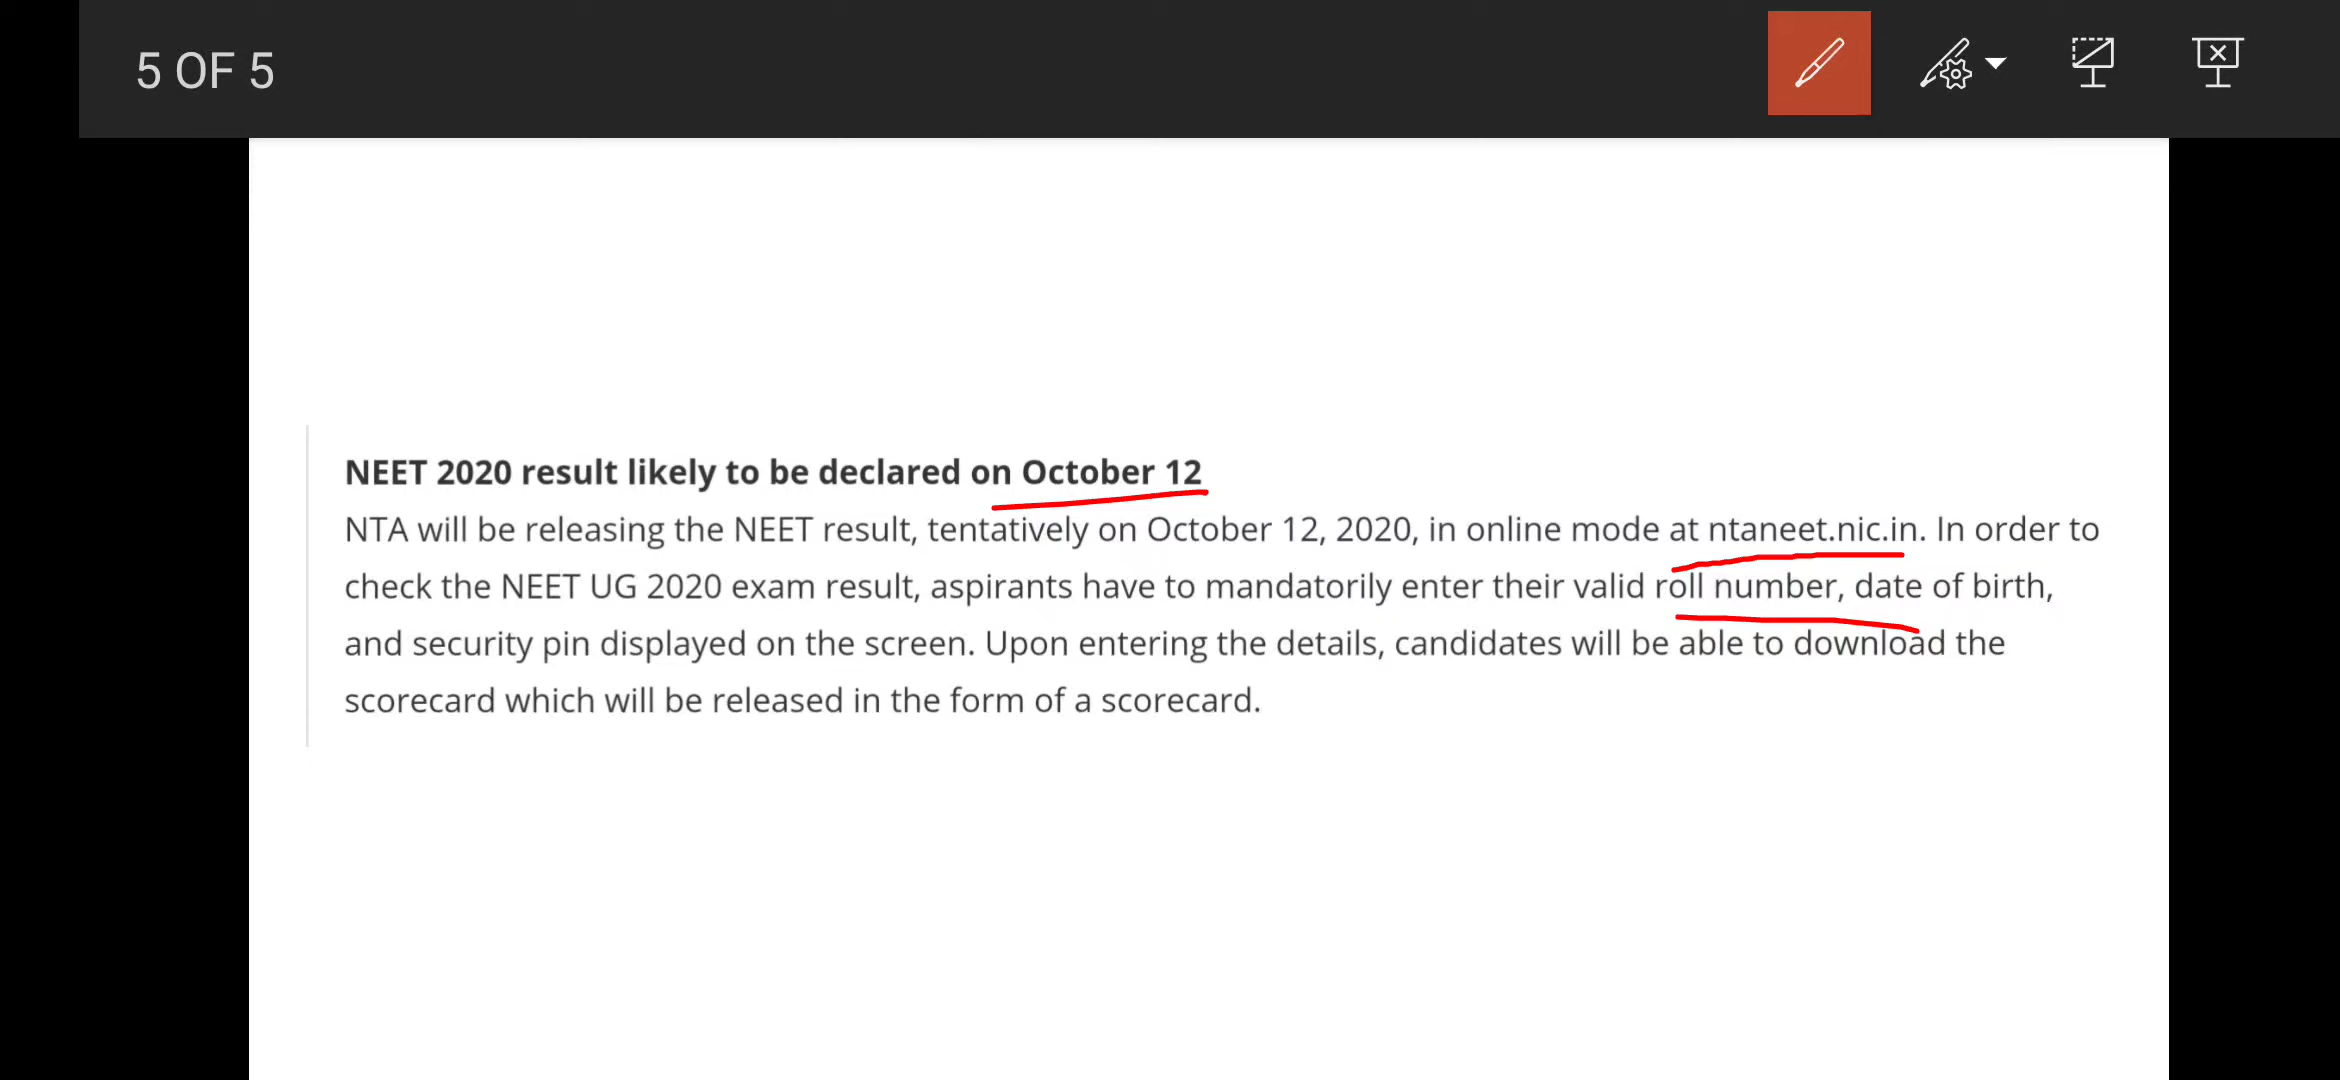 5 OF 5
NEET 2020 result likely to be declared on October 12
NTA will be releasing the NEET result, tentatively on October 12, 2020, in online mode at ntaneet.nic.in. In order to
check the NEET UG 2020 exam result, aspirants have to mandatorily enter their valid roll number, date of birth,
and security pin displayed on the screen. Upon entering the details, candidates will be able to download the
scorecard which will be released in the form of a scorecard.